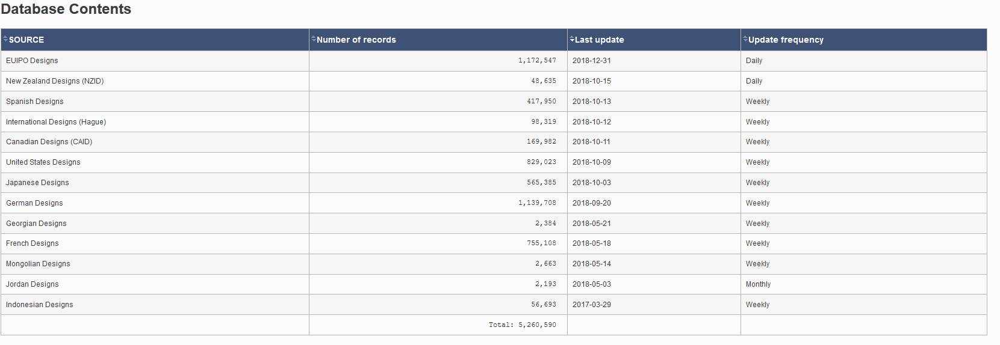 Database Contents
SOURCE Number of records Last update Update frequency
EUIPO Designs 1,172,547 2018-12-31 Daily
New Zealand Designs (NZID) 48,635 2018-10-15 Daily
Spanish Designs 417,950 2018-10-13 Weekly
International Designs (Hague) 98,319 2018-10-12 Weekly
Canadian Designs (CAID) 169,982 2018-10-11 Weekly
United States Designs 829,023 2018-10-09 Weekly
Japanese Designs 565,385 2018-10-03 Weekly
German Designs 1,139,708 2018-09-20 Weekly
Georgian Designs 2,384 2018-05-21 Weekly
French Designs 755,108 2018-05-18 Weekly
Mongolian Designs 2,663 2018-05-14 Weekly
Jordan Designs 2,193 2018-05-03 Monthly
Indonesian Designs 56,693 2017-03-29 Weekly
Total: 5,260,590